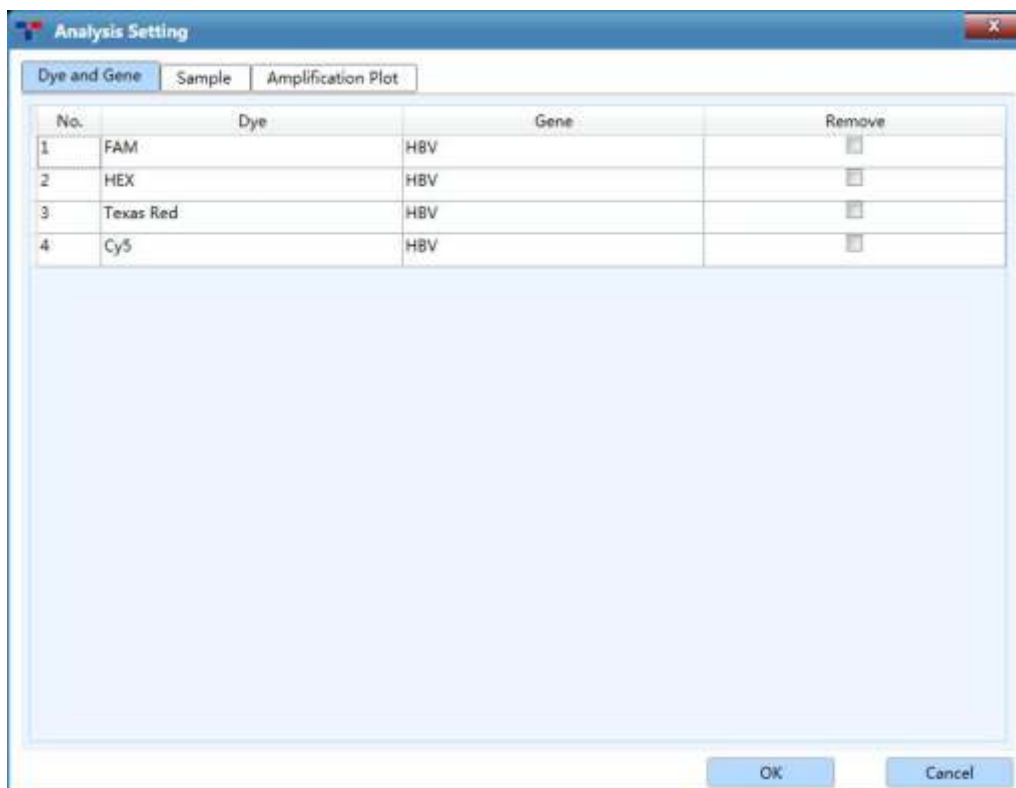 Analysis Setting
x
Dye and Gene Sample Amplification Plot
No. Dye Gene Remove
1 FAM HBV
2 HEX HBV
3 Texas Red HBV
4 Cy5 HBV
OK Cancel